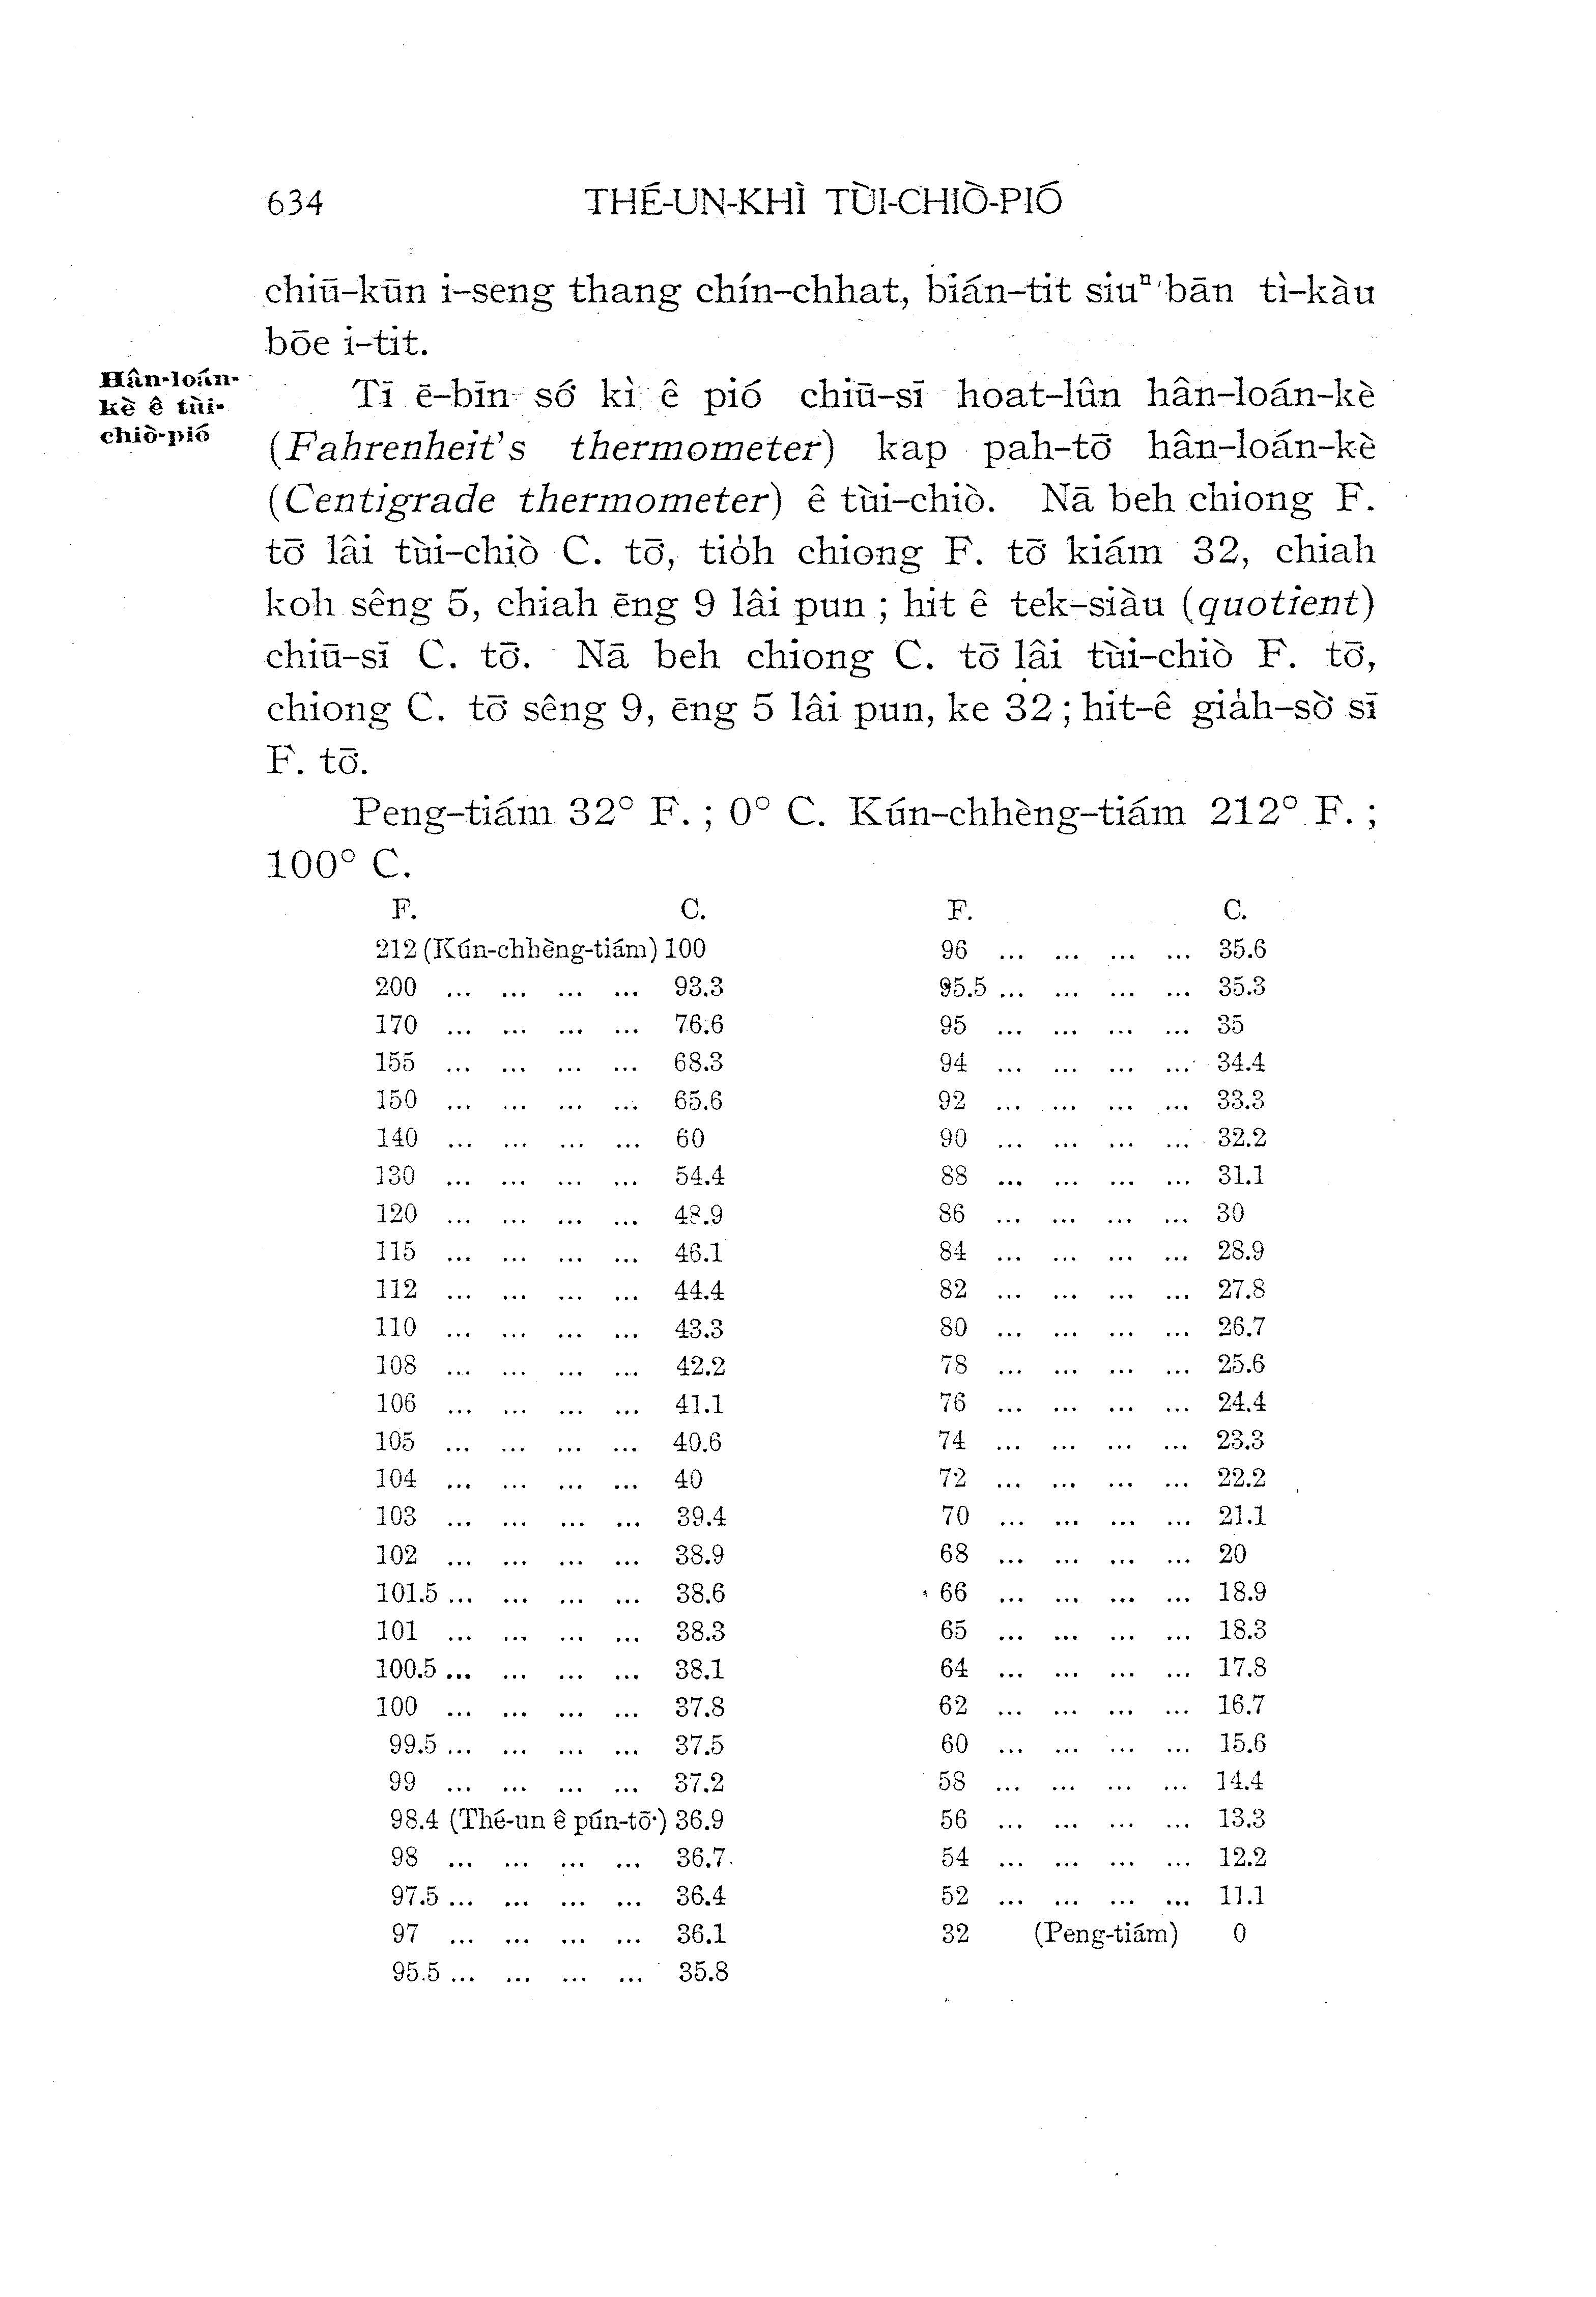 634 THÉ-UN-KHÌ TÙI-CHIÒ-PIÓ
chiū-kūn i-seng thang chín-chhat, bián-tit siuⁿ bān tì-kàu
bōe i-tit.
Hân-loán-
kè ê tùi-
chiò-pió
Tī ē-bīn só͘ kì ê pió chiū-sī hoat-lûn hân-loán-kè
(Fahrenheit's thermometer) kap pah-tō͘ hân-loán-kè
(Centigrade thermometer) ê tùi-chiò. Nā beh chiong F.
tō͘ lâi tùi-chiò C. tō͘, tio̍h chiong F. tō͘ kiám 32, chiah
koh sêng 5, chiah ēng 9 lâi pun ; hit ê tek-siàu (quotient)
chiū-sī C. tō͘. Nā beh chiong C. tō͘ lâi tùi-chiò F. tō͘,
chiong C. tō͘ sêng 9, ēng 5 lâi pun, ke 32 ; hit-ê gia̍h-sò͘ sī
F. tō͘.
Peng-tiám 32° F. ; 0° C. Kún-chhèng-tiám 212° F. ;
100° C.
F. C.
212 (Kún-chhèng-tiám) 100
200 ... ... ... ... 93.3
170 ... ... ... ... 76.6
155 ... ... ... ... 68.3
150 ... ... ... ... 65.6
140 ... ... ... ... 60
130 ... ... ... ... 54.4
120 ... ... ... ... 48.9
115 ... ... ... ... 46.1
112 ... ... ... ... 44.4
110 ... ... ... ... 43.3
108 ... ... ... ... 42.2
106 ... ... ... ... 41.1
105 ... ... ... ... 40.6
104 ... ... ... ... 40
103 ... ... ... ... 39.4
102 ... ... ... ... 38.9
101.5 ... ... ... ... 38.6
101 ... ... ... ... 38.3
100.5 ... ... ... ... 38.1
100 ... ... ... ... 37.8
99.5 ... ... ... ... 37.5
99 ... ... ... ... 37.2
98.4 (Thé-un ê pún-tō͘) 36.9
98 ... ... ... ... 36.7
97.5 ... ... ... ... 36.4
97 ... ... ... ... 36.1
95.5 ... ... ... ... 35.8
F. C.
96 ... ... ... ... 35.6
95.5 ... ... ... ... 35.3
95 ... ... ... ... 35
94 ... ... ... ... 34.4
92 ... ... ... ... 33.3
90 ... ... ... ... 32.2
88 ... ... ... ... 31.1
86 ... ... ... ... 30
84 ... ... ... ... 28.9
82 ... ... ... ... 27.8
80 ... ... ... ... 26.7
78 ... ... ... ... 25.6
76 ... ... ... ... 24.4
74 ... ... ... ... 23.3
72 ... ... ... ... 22.2
70 ... ... ... ... 21.1
68 ... ... ... ... 20
66 ... ... ... ... 18.9
65 ... ... ... ... 18.3
64 ... ... ... ... 17.8
62 ... ... ... ... 16.7
60 ... ... ... ... 15.6
58 ... ... ... ... 14.4
56 ... ... ... ... 13.3
54 ... ... ... ... 12.2
52 ... ... ... ... 11.1
32 (Peng-tiám) 0